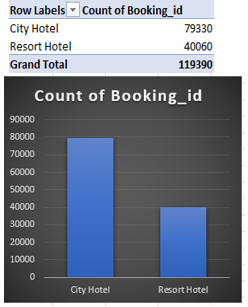 Row Labels Count of Booking_id
City Hotel 79330
Resort Hotel 40060
Grand Total 119390
Count of Booking_id
90000
80000
70000
60000
50000
40000
30000
20000
10000
0
City Hotel Resort Hotel